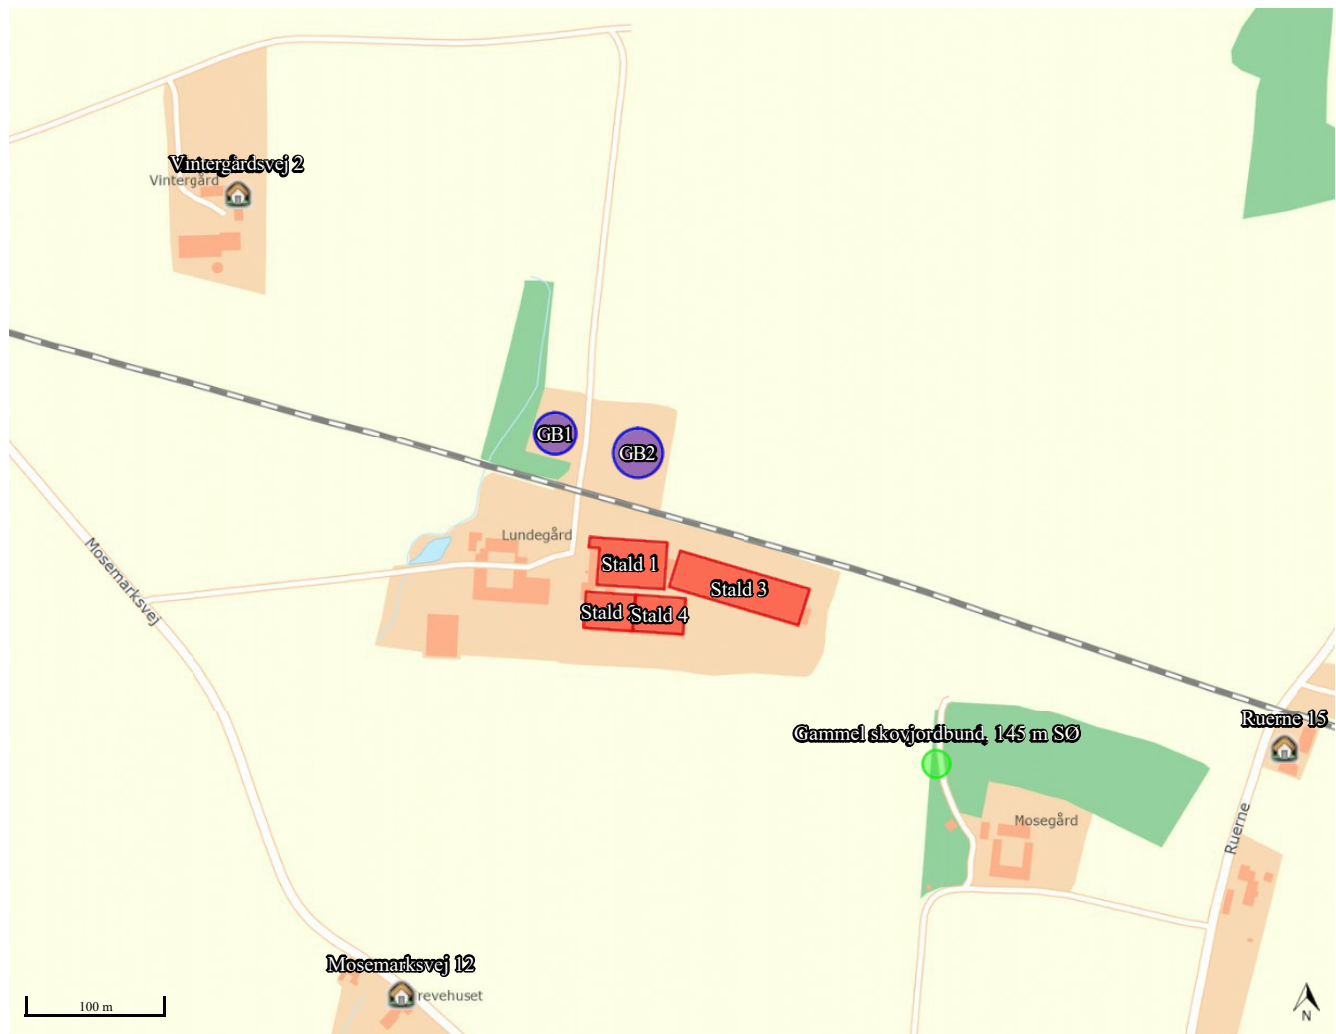 Vintergårdsvej 2
Vintergård
GB1
GB2
Lundegård
Stald 1
Stald 3
Stald
Stald 4
Mosemarksvej
Gammel skovjordbund, 145 m SØ
Ruerne 15
Mosegård
Ruerne
Mosemarksvej 12
revehuset
100 m
N